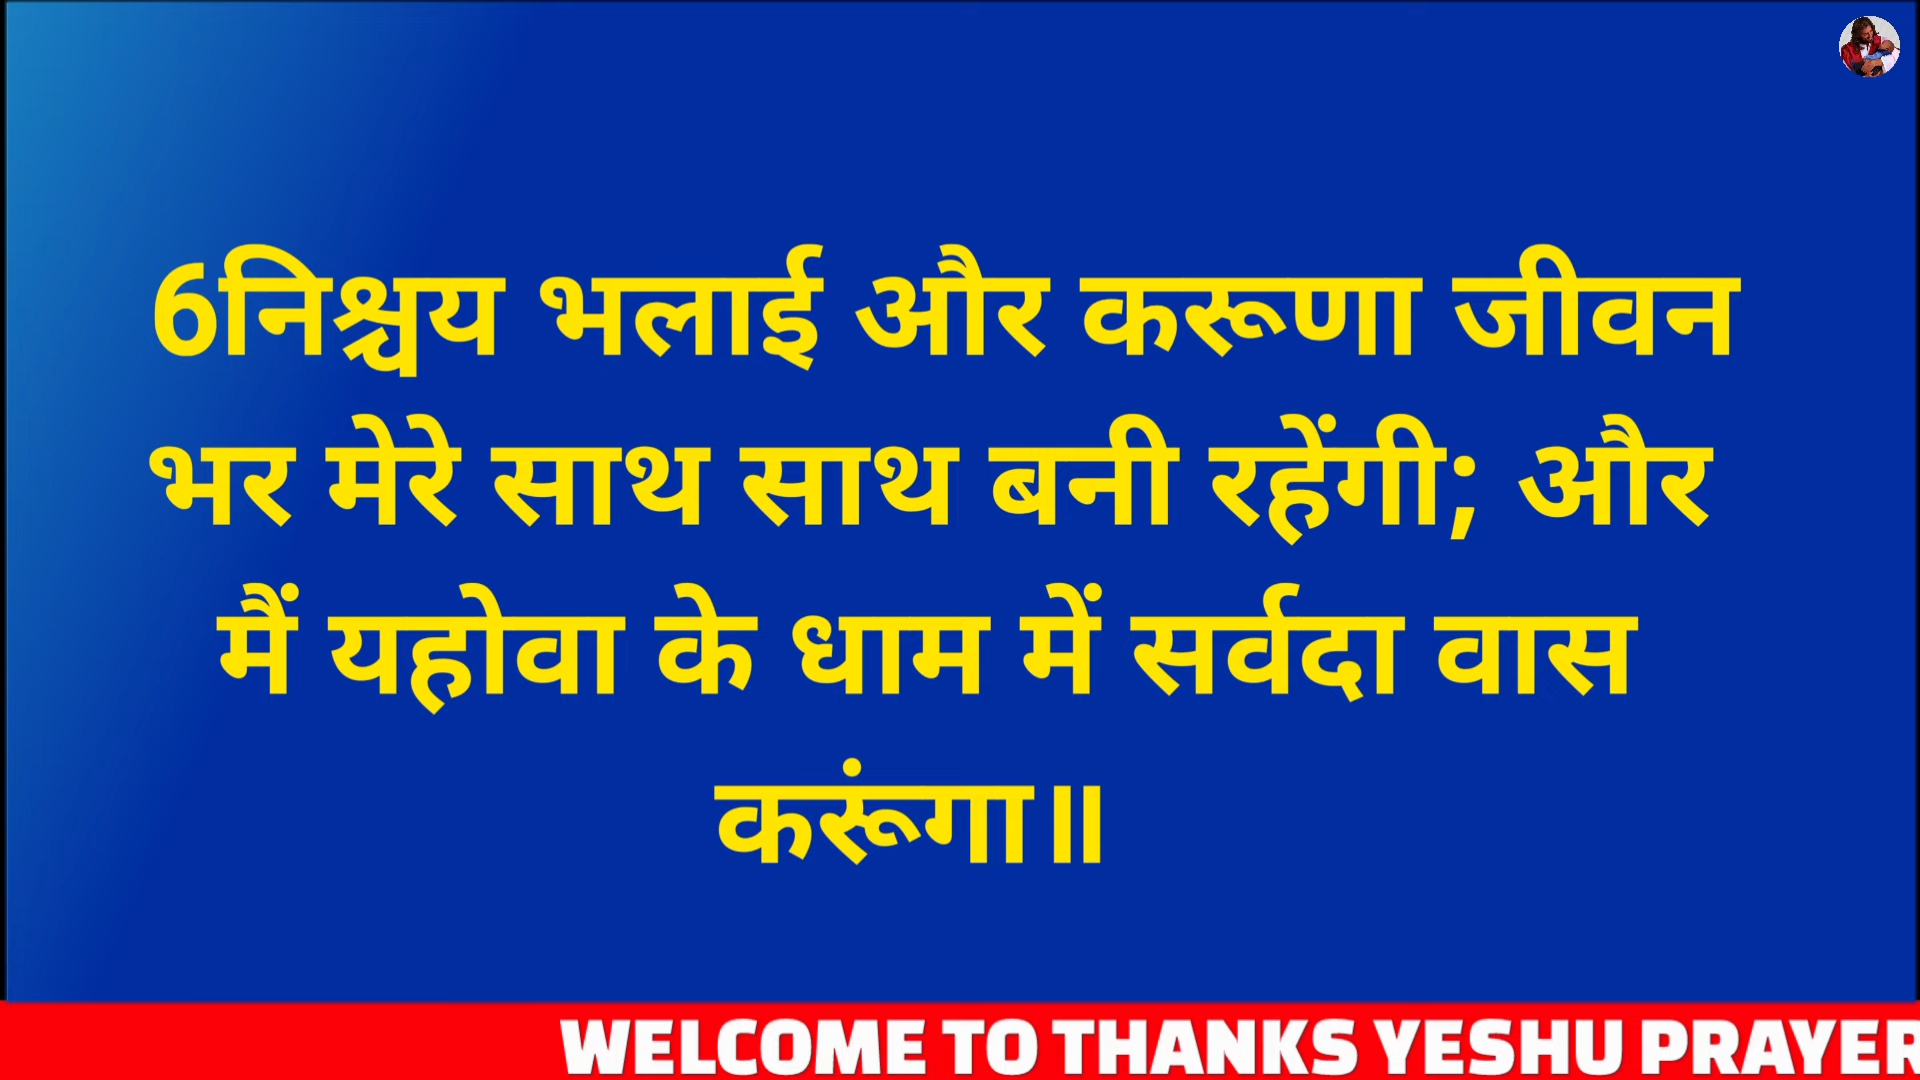 6निश्चय भलाई और करूणा जीवन
भर मेरे साथ साथ बनी रहेंगी; और
मैं यहोवा के धाम में सर्वदा वास
करूंगा॥
WELCOME TO THANKS YESHU PRAYER